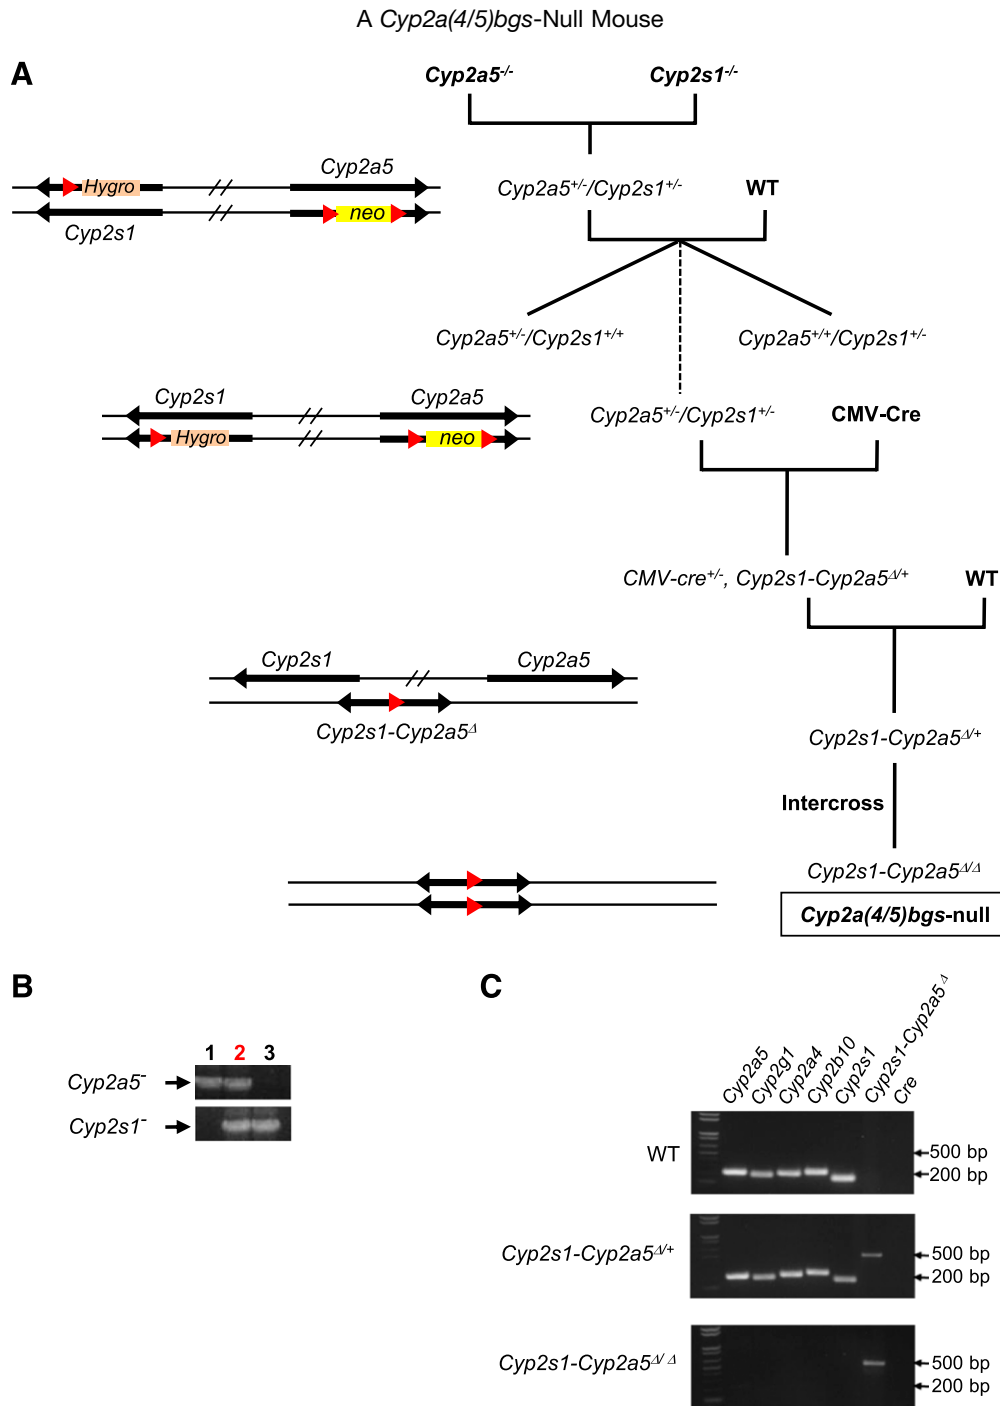 A Cyp2a(4/5)bgs-Null Mouse
A
Cyp2a5-/-
Cyp2s1-/-
Hygro
Cyp2a5
Cyp2s1
neo
Cyp2a5+/-/Cyp2s1+/-
WT
Cyp2a5+/-/Cyp2s1+/+
Cyp2a5+/+/Cyp2s1+/-
Cyp2s1
Cyp2a5
Hygro
neo
Cyp2a5+/-/Cyp2s1+/-
CMV-Cre
CMV-cre+/-, Cyp2s1-Cyp2a5Δ/+
WT
Cyp2s1
Cyp2a5
Cyp2s1-Cyp2a5Δ
Cyp2s1-Cyp2a5Δ/+
Intercross
Cyp2s1-Cyp2a5Δ/Δ
Cyp2a(4/5)bgs-null
B
1 2 3
Cyp2a5-
Cyp2s1-
C
Cyp2a5
Cyp2g1
Cyp2a4
Cyp2b10
Cyp2s1
Cyp2s1-Cyp2a5Δ
Cre
WT
500 bp
200 bp
Cyp2s1-Cyp2a5Δ/+
500 bp
200 bp
Cyp2s1-Cyp2a5Δ/Δ
500 bp
200 bp